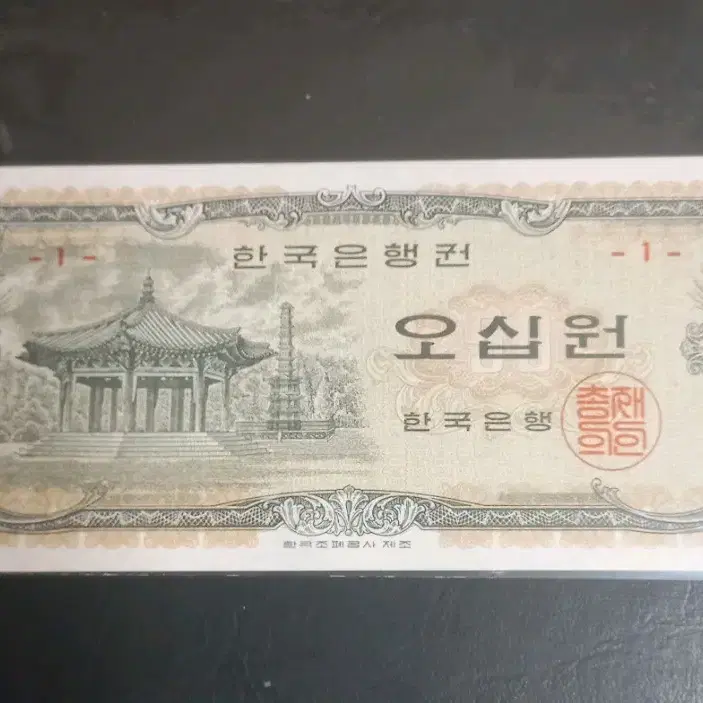 -1-
한국은행권
-1-
오십원
한국은행
총재의인
한국조폐공사 제조